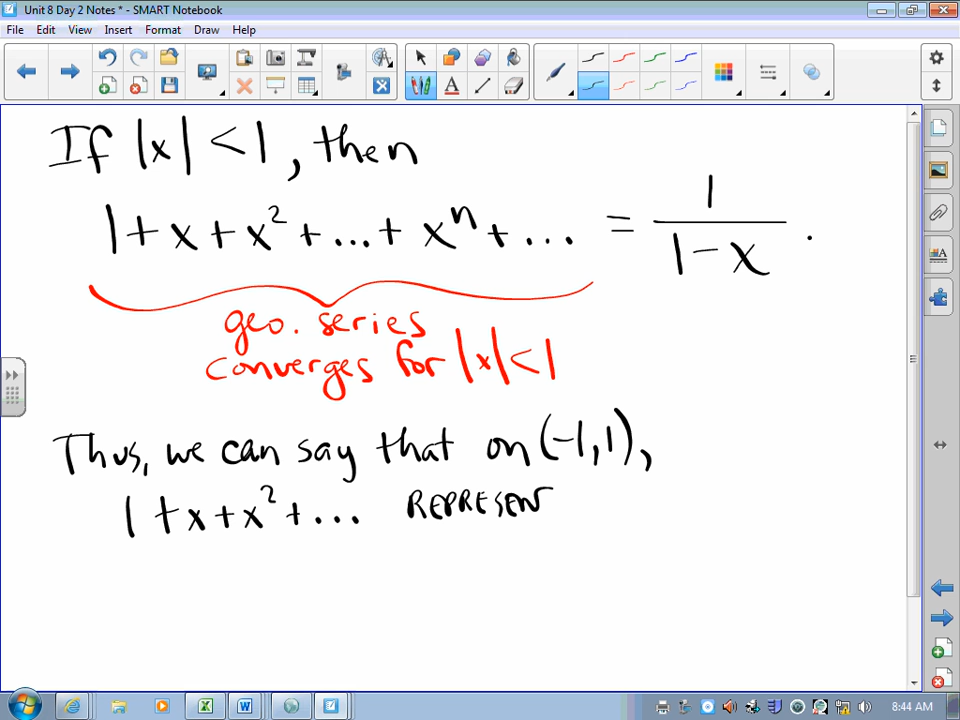 Unit 8 Day 2 Notes * - SMART Notebook
File Edit View Insert Format Draw Help
If |x| < 1, then
1 + x + x² + ... + xⁿ + ... = 1/(1-x).
geo. series
converges for |x| < 1
Thus, we can say that on (-1,1),
1 + x + x² + ... REPRESEN
8:44 AM